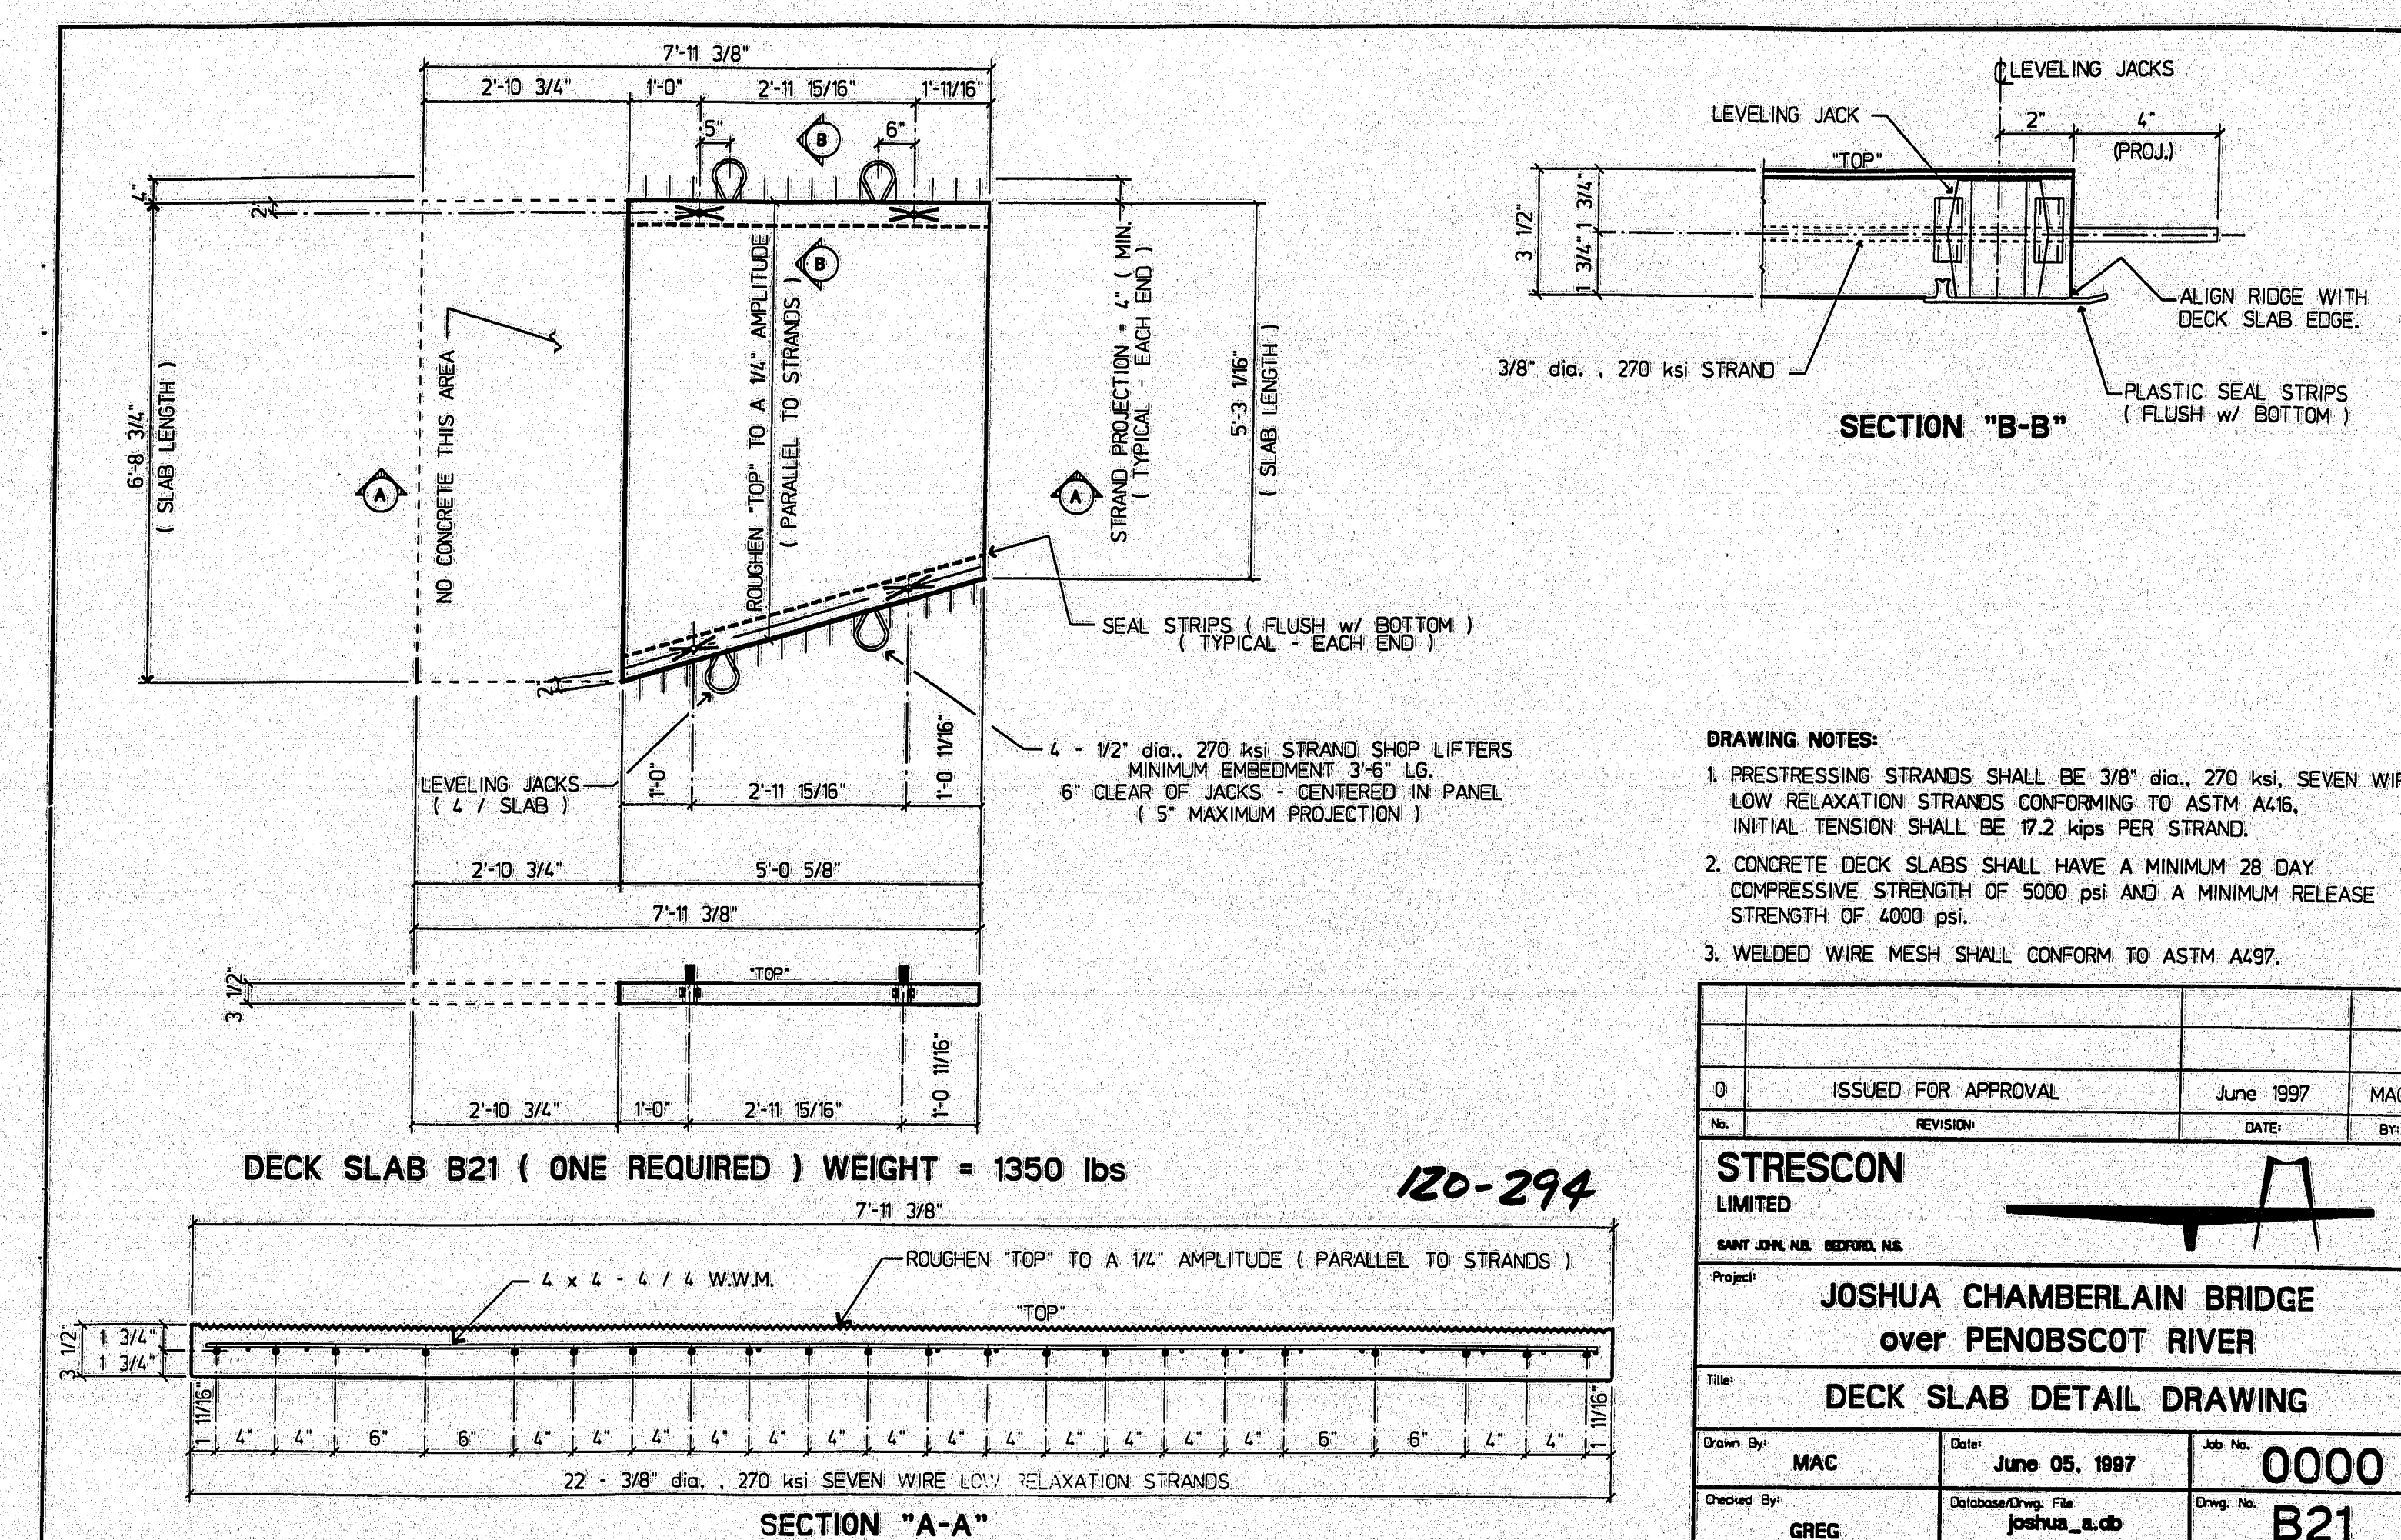 7'-11 3/8"
2'-10 3/4"
1'-0"
2'-11 15/16"
1'-11/16"
5"
6"
B
4"
2"
B
6'-8 3/4"
( SLAB LENGTH )
NO CONCRETE THIS AREA
ROUGHEN "TOP" TO A 1/4" AMPLITUDE
( PARALLEL TO STRANDS )
STRAND PROJECTION = 4" ( MIN.
( TYPICAL - EACH END )
5'-3 1/16"
( SLAB LENGTH )
A
A
SEAL STRIPS ( FLUSH w/ BOTTOM )
( TYPICAL - EACH END )
2"
LEVELING JACKS
( 4 / SLAB )
1'-0"
2'-11 15/16"
1'-0 11/16"
4 - 1/2" dia., 270 ksi STRAND SHOP LIFTERS
MINIMUM EMBEDMENT 3'-6" LG.
6" CLEAR OF JACKS - CENTERED IN PANEL
( 5" MAXIMUM PROJECTION )
2'-10 3/4"
5'-0 5/8"
7'-11 3/8"
3 1/2"
"TOP"
2'-10 3/4"
1'-0"
2'-11 15/16"
1'-0 11/16"
DECK SLAB B21 ( ONE REQUIRED ) WEIGHT = 1350 lbs
120-294
7'-11 3/8"
ROUGHEN "TOP" TO A 1/4" AMPLITUDE ( PARALLEL TO STRANDS )
4 x 4 - 4 / 4 W.W.M.
"TOP"
3 1/2"
1 3/4"
1 3/4"
1 11/16"
4" 4" 6" 6" 4" 4" 4" 4" 4" 4" 4" 4" 4" 4" 4" 4" 4" 6" 6" 4" 4"
1 11/16"
22 - 3/8" dia. , 270 ksi SEVEN WIRE LOW RELAXATION STRANDS
SECTION "A-A"
℄ LEVELING JACKS
LEVELING JACK
2"
4"
(PROJ.)
"TOP"
3 1/2"
1 3/4"
1 3/4"
ALIGN RIDGE WITH
DECK SLAB EDGE.
3/8" dia. , 270 ksi STRAND
PLASTIC SEAL STRIPS
( FLUSH w/ BOTTOM )
SECTION "B-B"
DRAWING NOTES:
1. PRESTRESSING STRANDS SHALL BE 3/8" dia., 270 ksi, SEVEN WIR
LOW RELAXATION STRANDS CONFORMING TO ASTM A416,
INITIAL TENSION SHALL BE 17.2 kips PER STRAND.
2. CONCRETE DECK SLABS SHALL HAVE A MINIMUM 28 DAY
COMPRESSIVE STRENGTH OF 5000 psi AND A MINIMUM RELEASE
STRENGTH OF 4000 psi.
3. WELDED WIRE MESH SHALL CONFORM TO ASTM A497.
0 ISSUED FOR APPROVAL June 1997 MAC
No. REVISION: DATE: BY:
STRESCON
LIMITED
SAINT JOHN, N.B. BEDFORD, N.S.
Project:
JOSHUA CHAMBERLAIN BRIDGE
over PENOBSCOT RIVER
Title:
DECK SLAB DETAIL DRAWING
Drawn By: Date: Job No.
MAC June 05, 1997 0000
Checked By: Database/Drwg. File Drwg. No.
GREG joshua_a.db B21